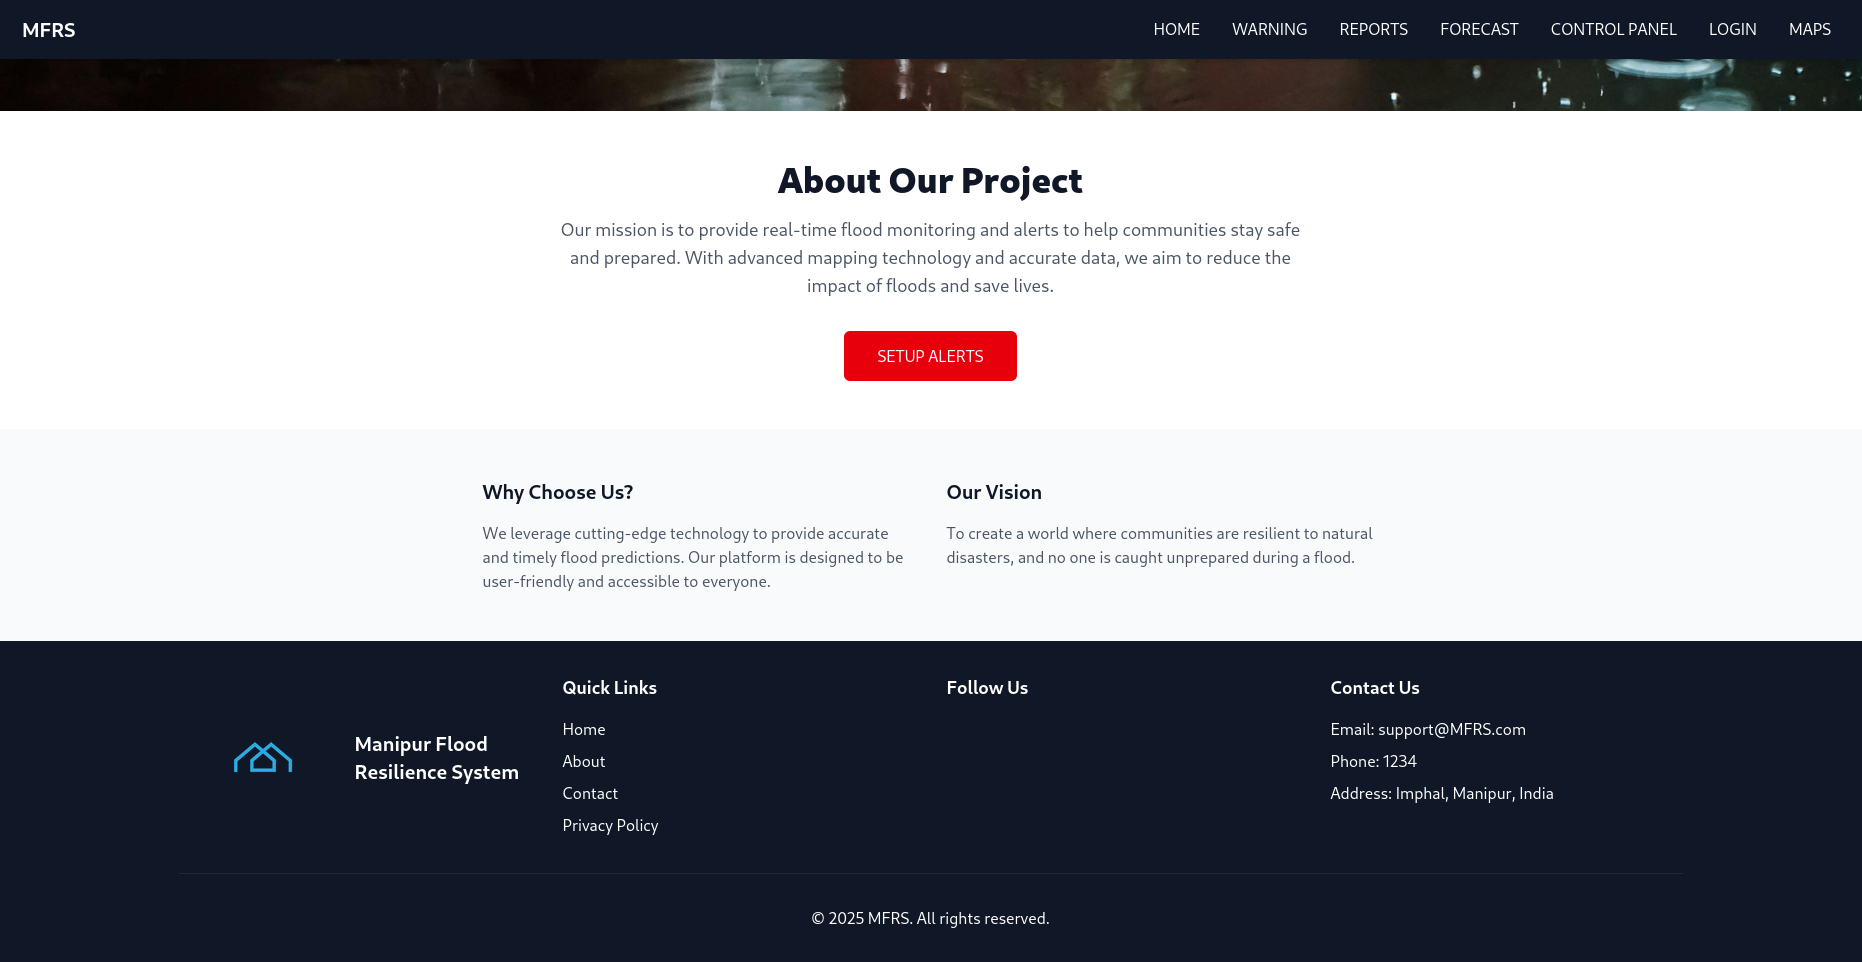 MFRS
HOME WARNING REPORTS FORECAST CONTROL PANEL LOGIN MAPS
About Our Project
Our mission is to provide real-time flood monitoring and alerts to help communities stay safe
and prepared. With advanced mapping technology and accurate data, we aim to reduce the
impact of floods and save lives.
SETUP ALERTS
Why Choose Us?
We leverage cutting-edge technology to provide accurate
and timely flood predictions. Our platform is designed to be
user-friendly and accessible to everyone.
Our Vision
To create a world where communities are resilient to natural
disasters, and no one is caught unprepared during a flood.
Manipur Flood
Resilience System
Quick Links
Home
About
Contact
Privacy Policy
Follow Us
Contact Us
Email: support@MFRS.com
Phone: 1234
Address: Imphal, Manipur, India
© 2025 MFRS. All rights reserved.